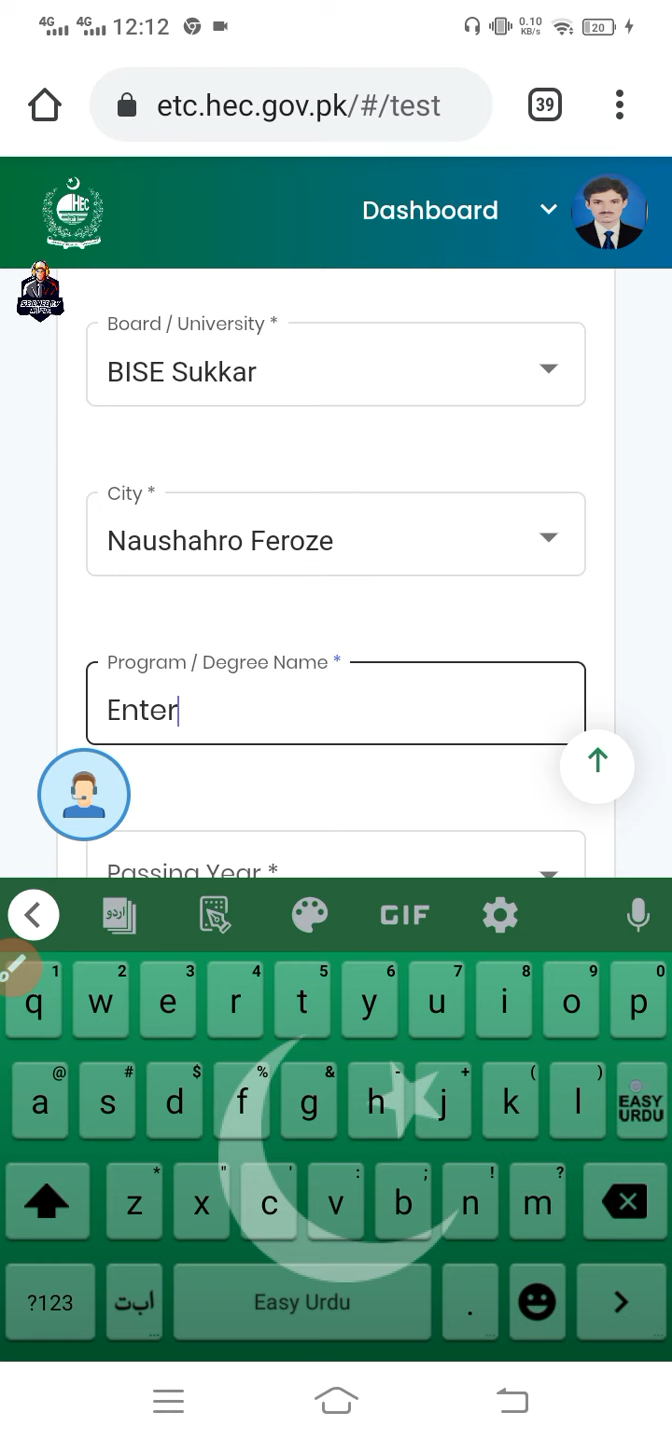 4G 4G 12:12 0.10 KB/s 20
etc.hec.gov.pk/#/test 39
HEC Dashboard
Board / University *
BISE Sukkar
City *
Naushahro Feroze
Program / Degree Name *
Enter
Passing Year *
اردو GIF
1 2 3 4 5 6 7 8 9 0
q w e r t y u i o p
@ # $ % & - + ( )
a s d f g h j k l EASY URDU
* " ' : ; ! ?
z x c v b n m
?123 اب‌ت Easy Urdu .